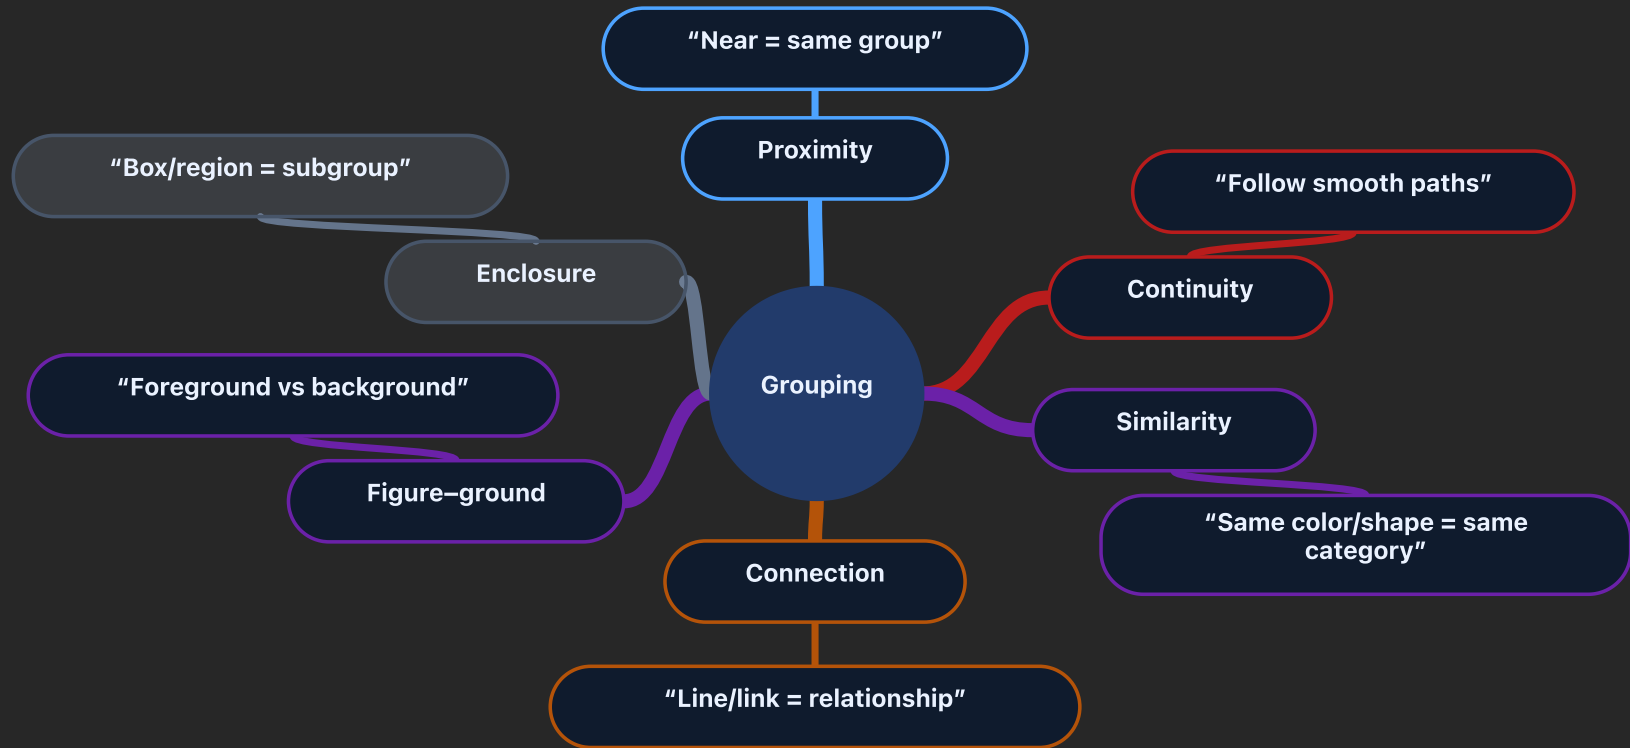 “Near = same group”
Proximity
“Box/region = subgroup”
Enclosure
“Follow smooth paths”
Continuity
“Foreground vs background”
Figure–ground
Grouping
Similarity
“Same color/shape = same
category”
Connection
“Line/link = relationship”